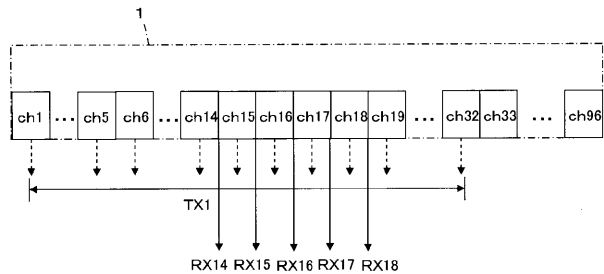 1
ch1 ... ch5 ch6 ... ch14 ch15 ch16 ch17 ch18 ch19 ... ch32 ch33 ... ch96
TX1
RX14 RX15 RX16 RX17 RX18